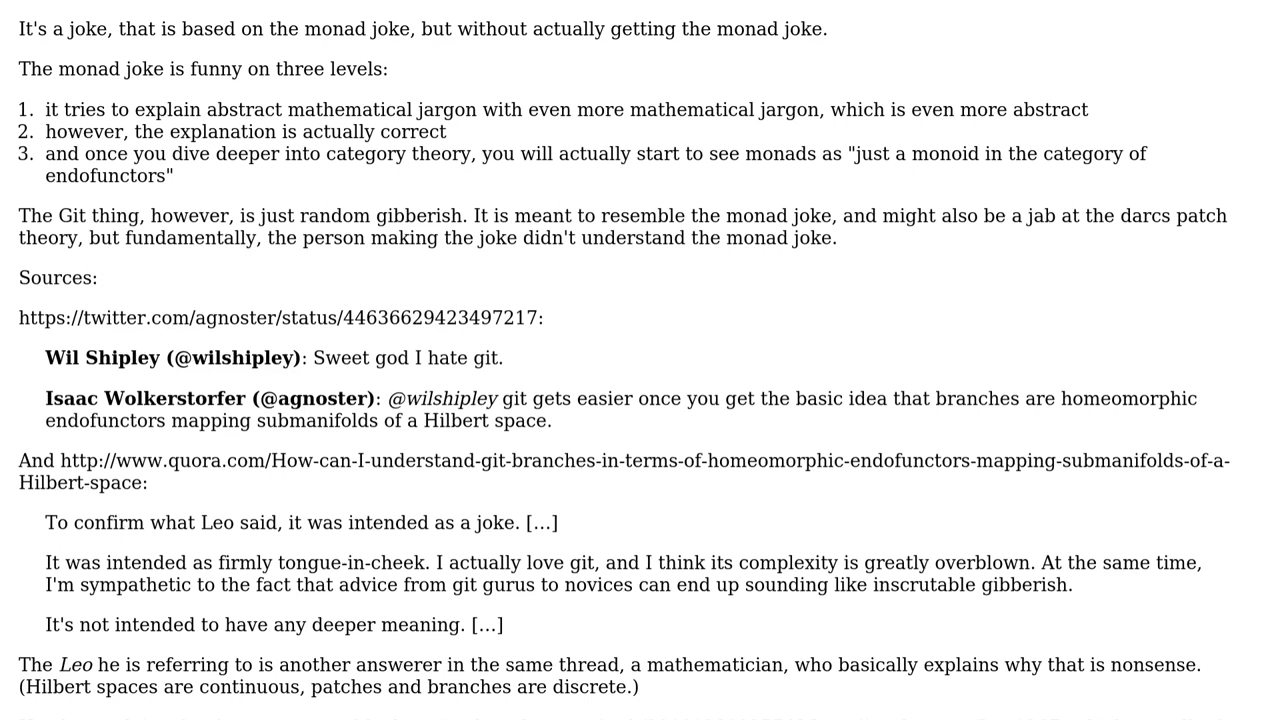 It's a joke, that is based on the monad joke, but without actually getting the monad joke.
The monad joke is funny on three levels:
1. it tries to explain abstract mathematical jargon with even more mathematical jargon, which is even more abstract
2. however, the explanation is actually correct
3. and once you dive deeper into category theory, you will actually start to see monads as "just a monoid in the category of
endofunctors"
The Git thing, however, is just random gibberish. It is meant to resemble the monad joke, and might also be a jab at the darcs patch
theory, but fundamentally, the person making the joke didn't understand the monad joke.
Sources:
https://twitter.com/agnoster/status/44636629423497217:
Wil Shipley (@wilshipley): Sweet god I hate git.
Isaac Wolkerstorfer (@agnoster): @wilshipley git gets easier once you get the basic idea that branches are homeomorphic
endofunctors mapping submanifolds of a Hilbert space.
And http://www.quora.com/How-can-I-understand-git-branches-in-terms-of-homeomorphic-endofunctors-mapping-submanifolds-of-a-
Hilbert-space:
To confirm what Leo said, it was intended as a joke. […]
It was intended as firmly tongue-in-cheek. I actually love git, and I think its complexity is greatly overblown. At the same time,
I'm sympathetic to the fact that advice from git gurus to novices can end up sounding like inscrutable gibberish.
It's not intended to have any deeper meaning. […]
The Leo he is referring to is another answerer in the same thread, a mathematician, who basically explains why that is nonsense.
(Hilbert spaces are continuous, patches and branches are discrete.)